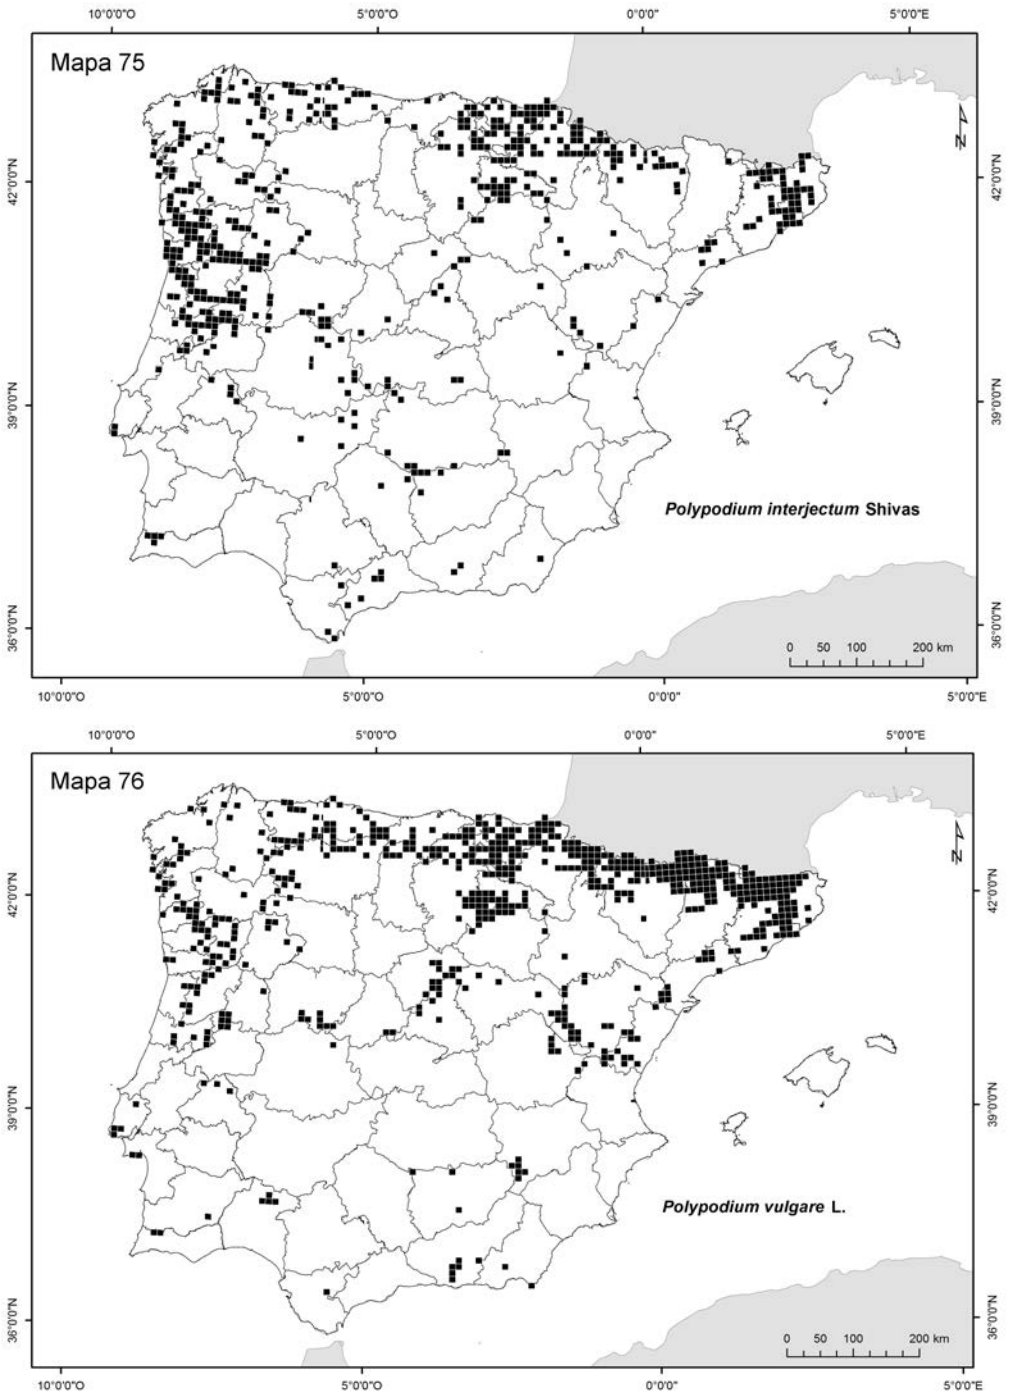 10°0'0"O 5°0'0"O 0°0'0" 5°0'0"E
Mapa 75
42°0'0"N 42°0'0"N
39°0'0"N 39°0'0"N
36°0'0"N 36°0'0"N
N
Polypodium interjectum Shivas
0 50 100 200 km
10°0'0"O 5°0'0"O 0°0'0" 5°0'0"E
10°0'0"O 5°0'0"O 0°0'0" 5°0'0"E
Mapa 76
N
42°0'0"N 42°0'0"N
39°0'0"N 39°0'0"N
Polypodium vulgare L.
36°0'0"N 36°0'0"N
0 50 100 200 km
10°0'0"O 5°0'0"O 0°0'0" 5°0'0"E